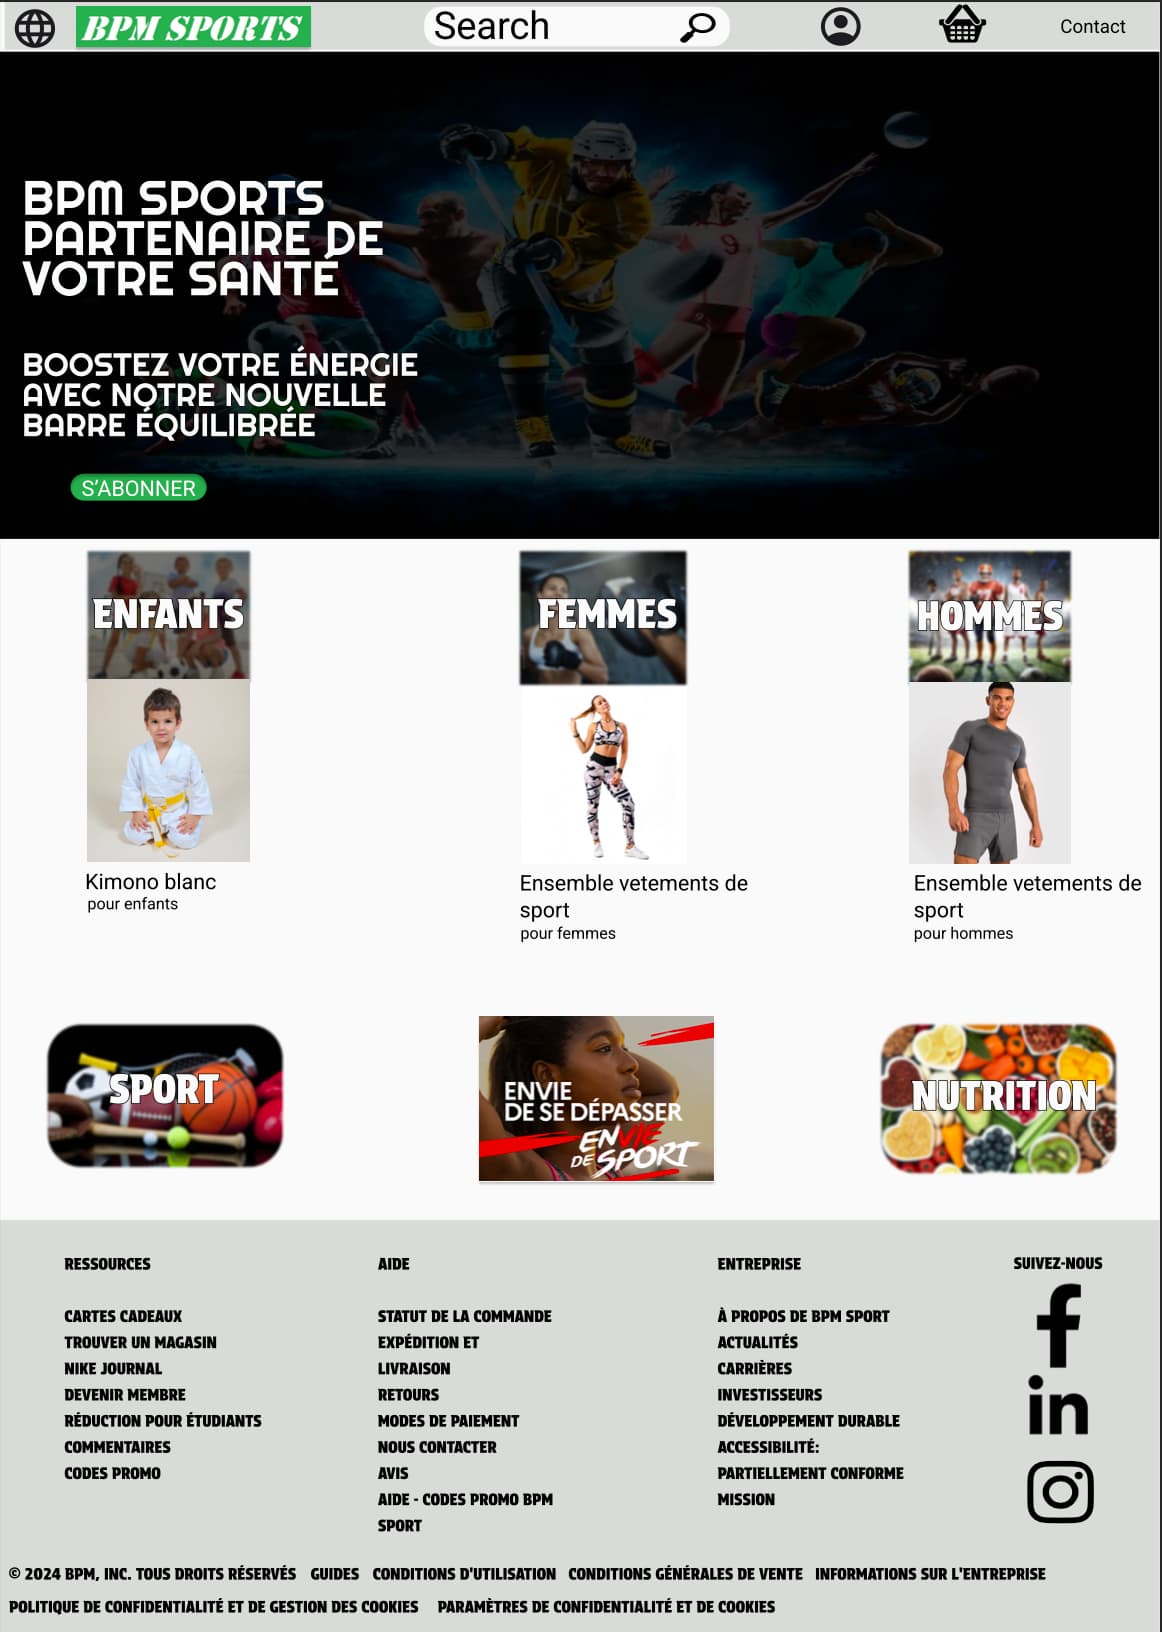 BPM SPORTS
Search
Contact
BPM SPORTS
PARTENAIRE DE
VOTRE SANTÉ
BOOSTEZ VOTRE ÉNERGIE
AVEC NOTRE NOUVELLE
BARRE ÉQUILIBRÉE
S'ABONNER
9
ENFANTS
FEMMES
HOMMES
Kimono blanc
pour enfants
Ensemble vetements de
sport
pour femmes
Ensemble vetements de
sport
pour hommes
SPORT
ENVIE
DE SE DÉPASSER
ENVIE
DE SPORT
NUTRITION
RESSOURCES
CARTES CADEAUX
TROUVER UN MAGASIN
NIKE JOURNAL
DEVENIR MEMBRE
RÉDUCTION POUR ÉTUDIANTS
COMMENTAIRES
CODES PROMO
AIDE
STATUT DE LA COMMANDE
EXPÉDITION ET
LIVRAISON
RETOURS
MODES DE PAIEMENT
NOUS CONTACTER
AVIS
AIDE - CODES PROMO BPM
SPORT
ENTREPRISE
À PROPOS DE BPM SPORT
ACTUALITÉS
CARRIÈRES
INVESTISSEURS
DÉVELOPPEMENT DURABLE
ACCESSIBILITÉ:
PARTIELLEMENT CONFORME
MISSION
SUIVEZ-NOUS
f
in
© 2024 BPM, INC. TOUS DROITS RÉSERVÉS GUIDES CONDITIONS D'UTILISATION CONDITIONS GÉNÉRALES DE VENTE INFORMATIONS SUR L'ENTREPRISE
POLITIQUE DE CONFIDENTIALITÉ ET DE GESTION DES COOKIES PARAMÈTRES DE CONFIDENTIALITÉ ET DE COOKIES